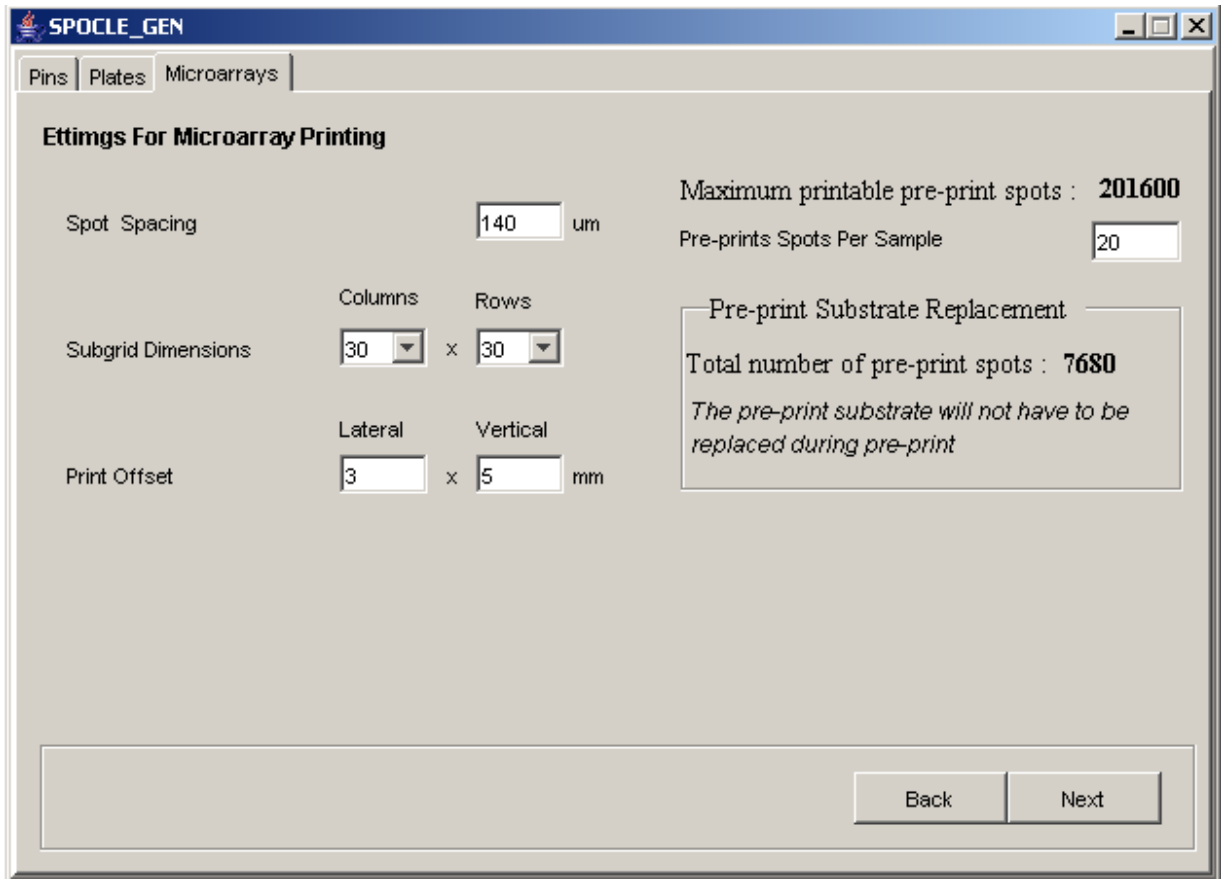 SPOCLE_GEN
Pins Plates Microarrays
Ettimgs For Microarray Printing
Maximum printable pre-print spots : 201600
Spot Spacing 140 um
Pre-prints Spots Per Sample 20
Columns Rows
Subgrid Dimensions 30 x 30
Pre-print Substrate Replacement
Total number of pre-print spots : 7680
The pre-print substrate will not have to be
replaced during pre-print
Lateral Vertical
Print Offset 3 x 5 mm
Back Next